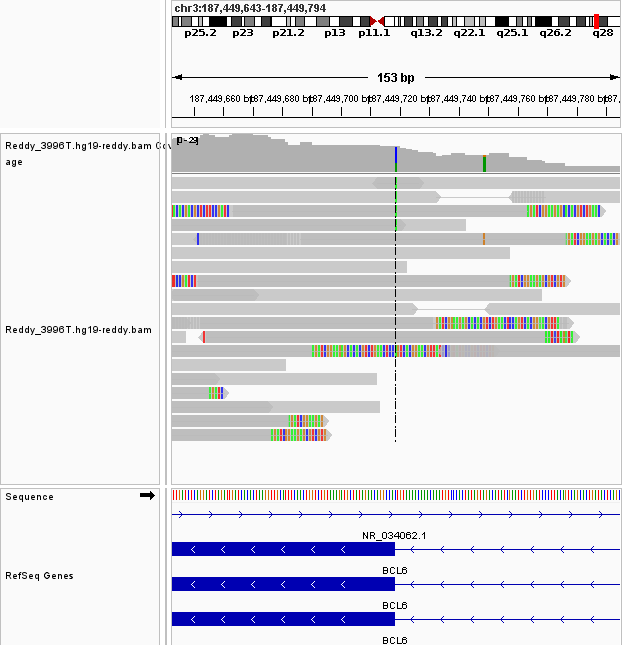 chr3:187,449,643-187,449,794
p25.2 p23 p21.2 p13 p11.1 q13.2 q22.1 q25.1 q26.2 q28
153 bp
187,449,660 bp 187,449,680 bp 187,449,700 bp 187,449,720 bp 187,449,740 bp 187,449,760 bp 187,449,780 bp 187,
Reddy_3996T.hg19-reddy.bam Cov
age
Reddy_3996T.hg19-reddy.bam
Sequence
NR_034062.1
RefSeq Genes
BCL6
BCL6
BCL6